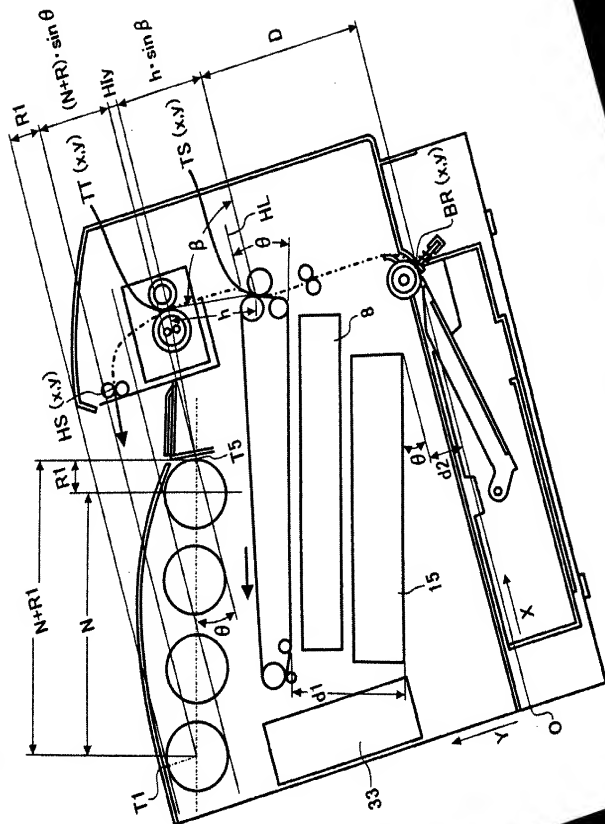 R1
(N+R)·sin θ
Hly
h·sin β
D
TT (x,y)
TS (x,y)
HS (x,y)
β
HL
θ
h
BR (x,y)
R1
N+R1
N
T5
8
θ
d2
θ
15
d1
X
T1
33
Y
O